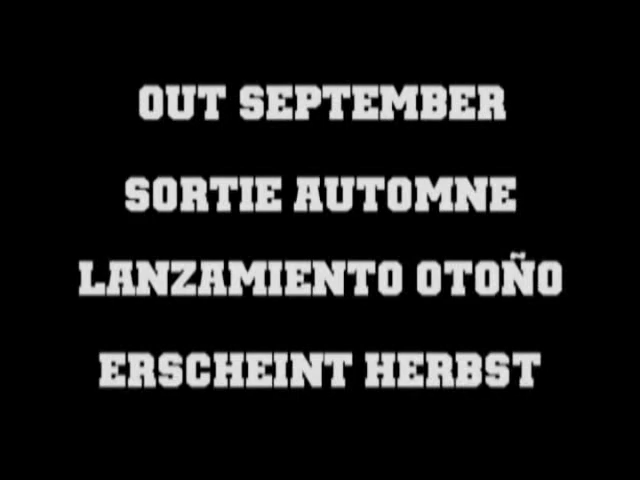 OUT SEPTEMBER
SORTIE AUTOMNE
LANZAMIENTO OTOÑO
ERSCHEINT HERBST